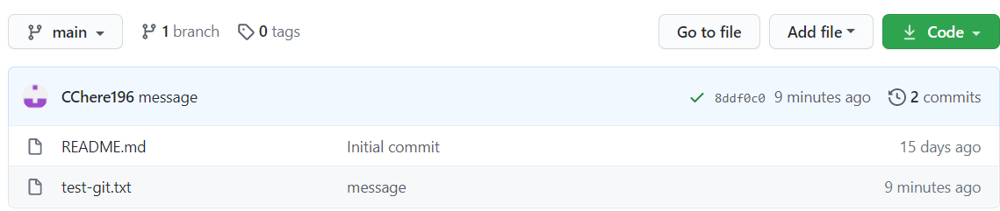 main 1 branch 0 tags Go to file Add file Code
CChere196 message 8ddf0c0 9 minutes ago 2 commits
README.md Initial commit 15 days ago
test-git.txt message 9 minutes ago